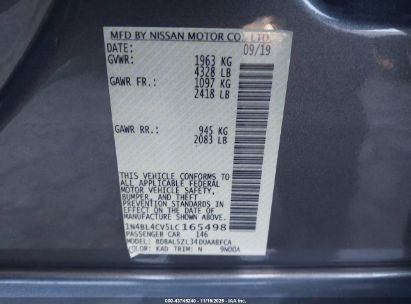 MFD BY NISSAN MOTOR CO., LTD.
DATE: 09/19
GVWR: 1963 KG
4328 LB
GAWR FR.: 1097 KG
2418 LB
GAWR RR.: 945 KG
2083 LB
THIS VEHICLE CONFORMS TO
ALL APPLICABLE FEDERAL
MOTOR VEHICLE SAFETY,
BUMPER, AND THEFT
PREVENTION STANDARDS
IN EFFECT ON THE DATE OF
MANUFACTURE SHOWN ABOVE.
1N4BL4CV5LC165498
PASSENGER CAR 146
MODEL: BDBALSZL34DUAABFCA
COLOR: KAD TRIM: N 9N00A